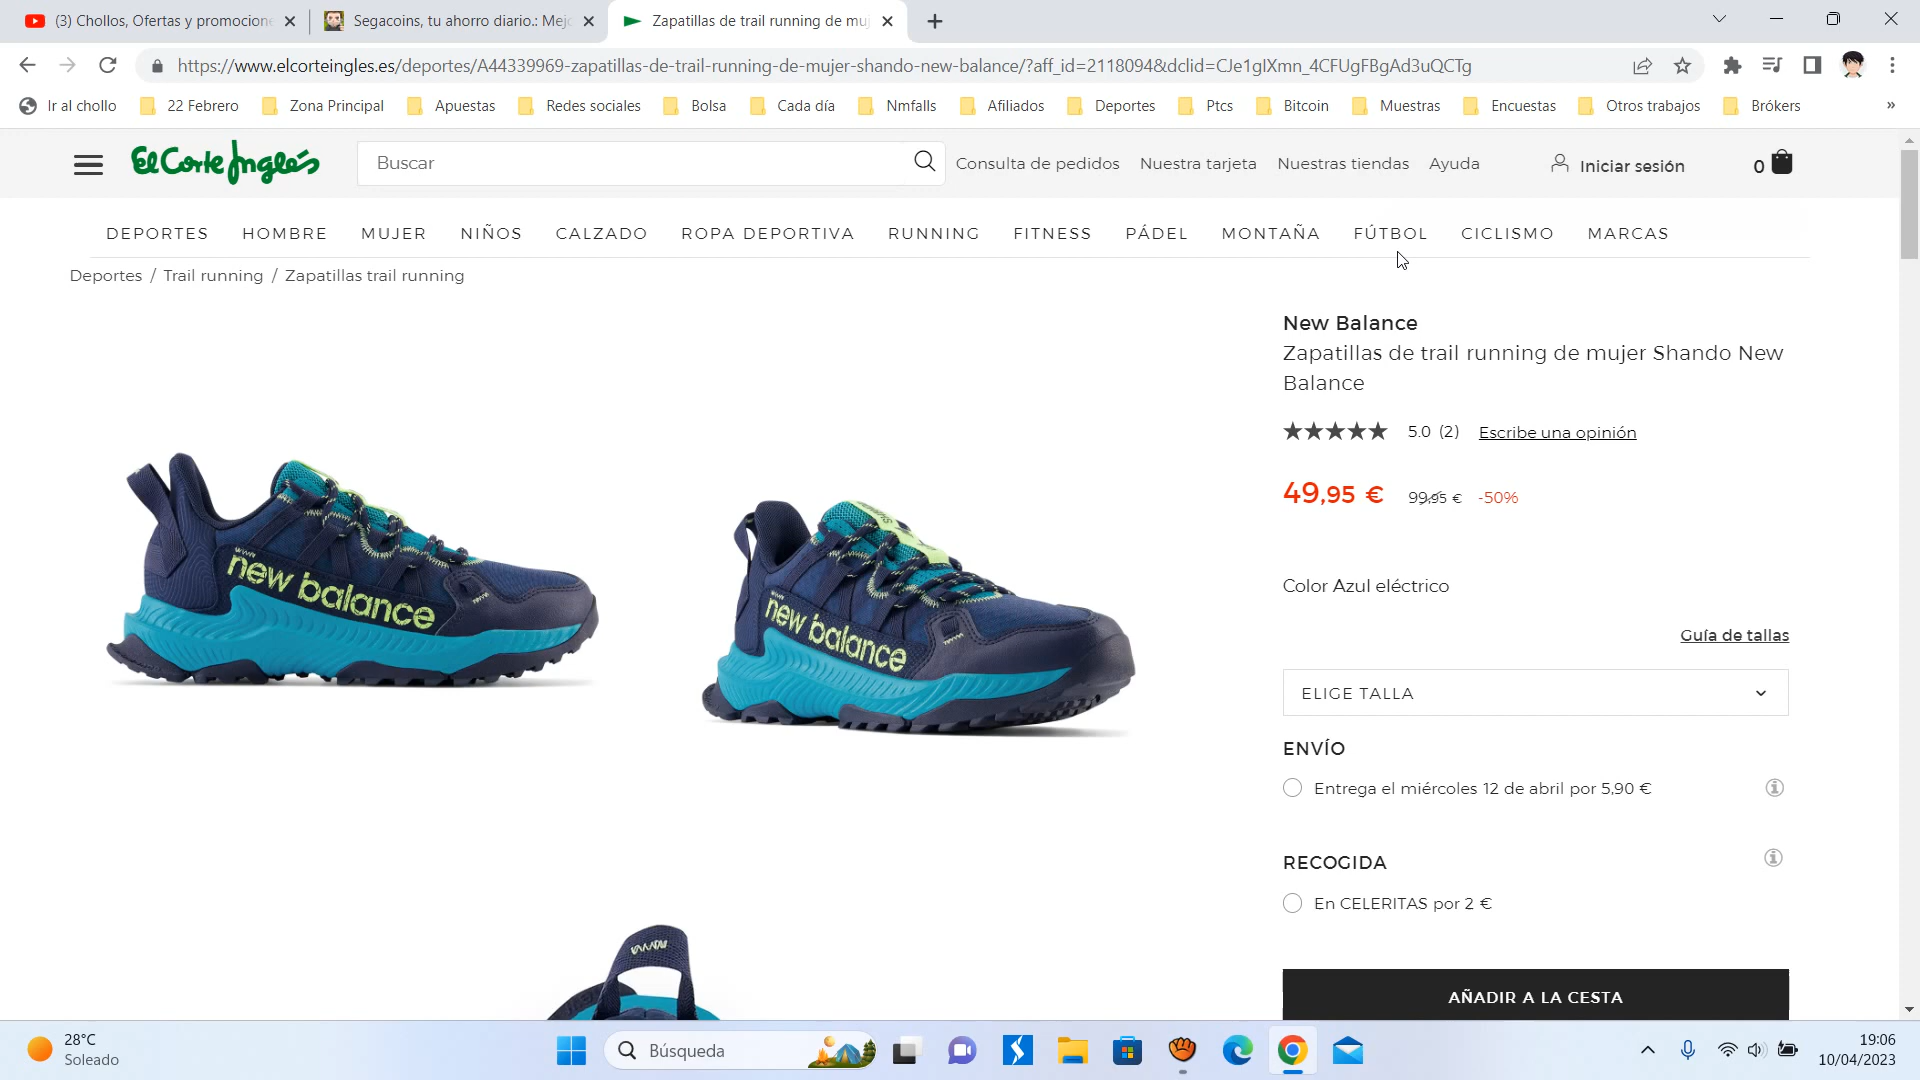 (3) Chollos, Ofertas y promocion
Segacoins, tu ahorro diario.: Mejo
Zapatillas de trail running de muj
https://www.elcorteingles.es/deportes/A44339969-zapatillas-de-trail-running-de-mujer-shando-new-balance/?aff_id=2118094&dclid=CJe1gIXmn_4CFUgFBgAd3uQCTg
Ir al chollo 22 Febrero Zona Principal Apuestas Redes sociales Bolsa Cada día Nmfalls Afiliados Deportes Ptcs Bitcoin Muestras Encuestas Otros trabajos Brókers »
El Corte Inglés
Buscar
Consulta de pedidos Nuestra tarjeta Nuestras tiendas Ayuda
Iniciar sesión
0
DEPORTES HOMBRE MUJER NIÑOS CALZADO ROPA DEPORTIVA RUNNING FITNESS PÁDEL MONTAÑA FÚTBOL CICLISMO MARCAS
Deportes / Trail running / Zapatillas trail running
New Balance
Zapatillas de trail running de mujer Shando New
Balance
5.0 (2) Escribe una opinión
49,95 € 99,95 € -50%
Color Azul eléctrico
Guía de tallas
ELIGE TALLA
ENVÍO
Entrega el miércoles 12 de abril por 5,90 €
RECOGIDA
En CELERITAS por 2 €
AÑADIR A LA CESTA
new balance
new balance
28°C
Soleado
Búsqueda
19:06
10/04/2023